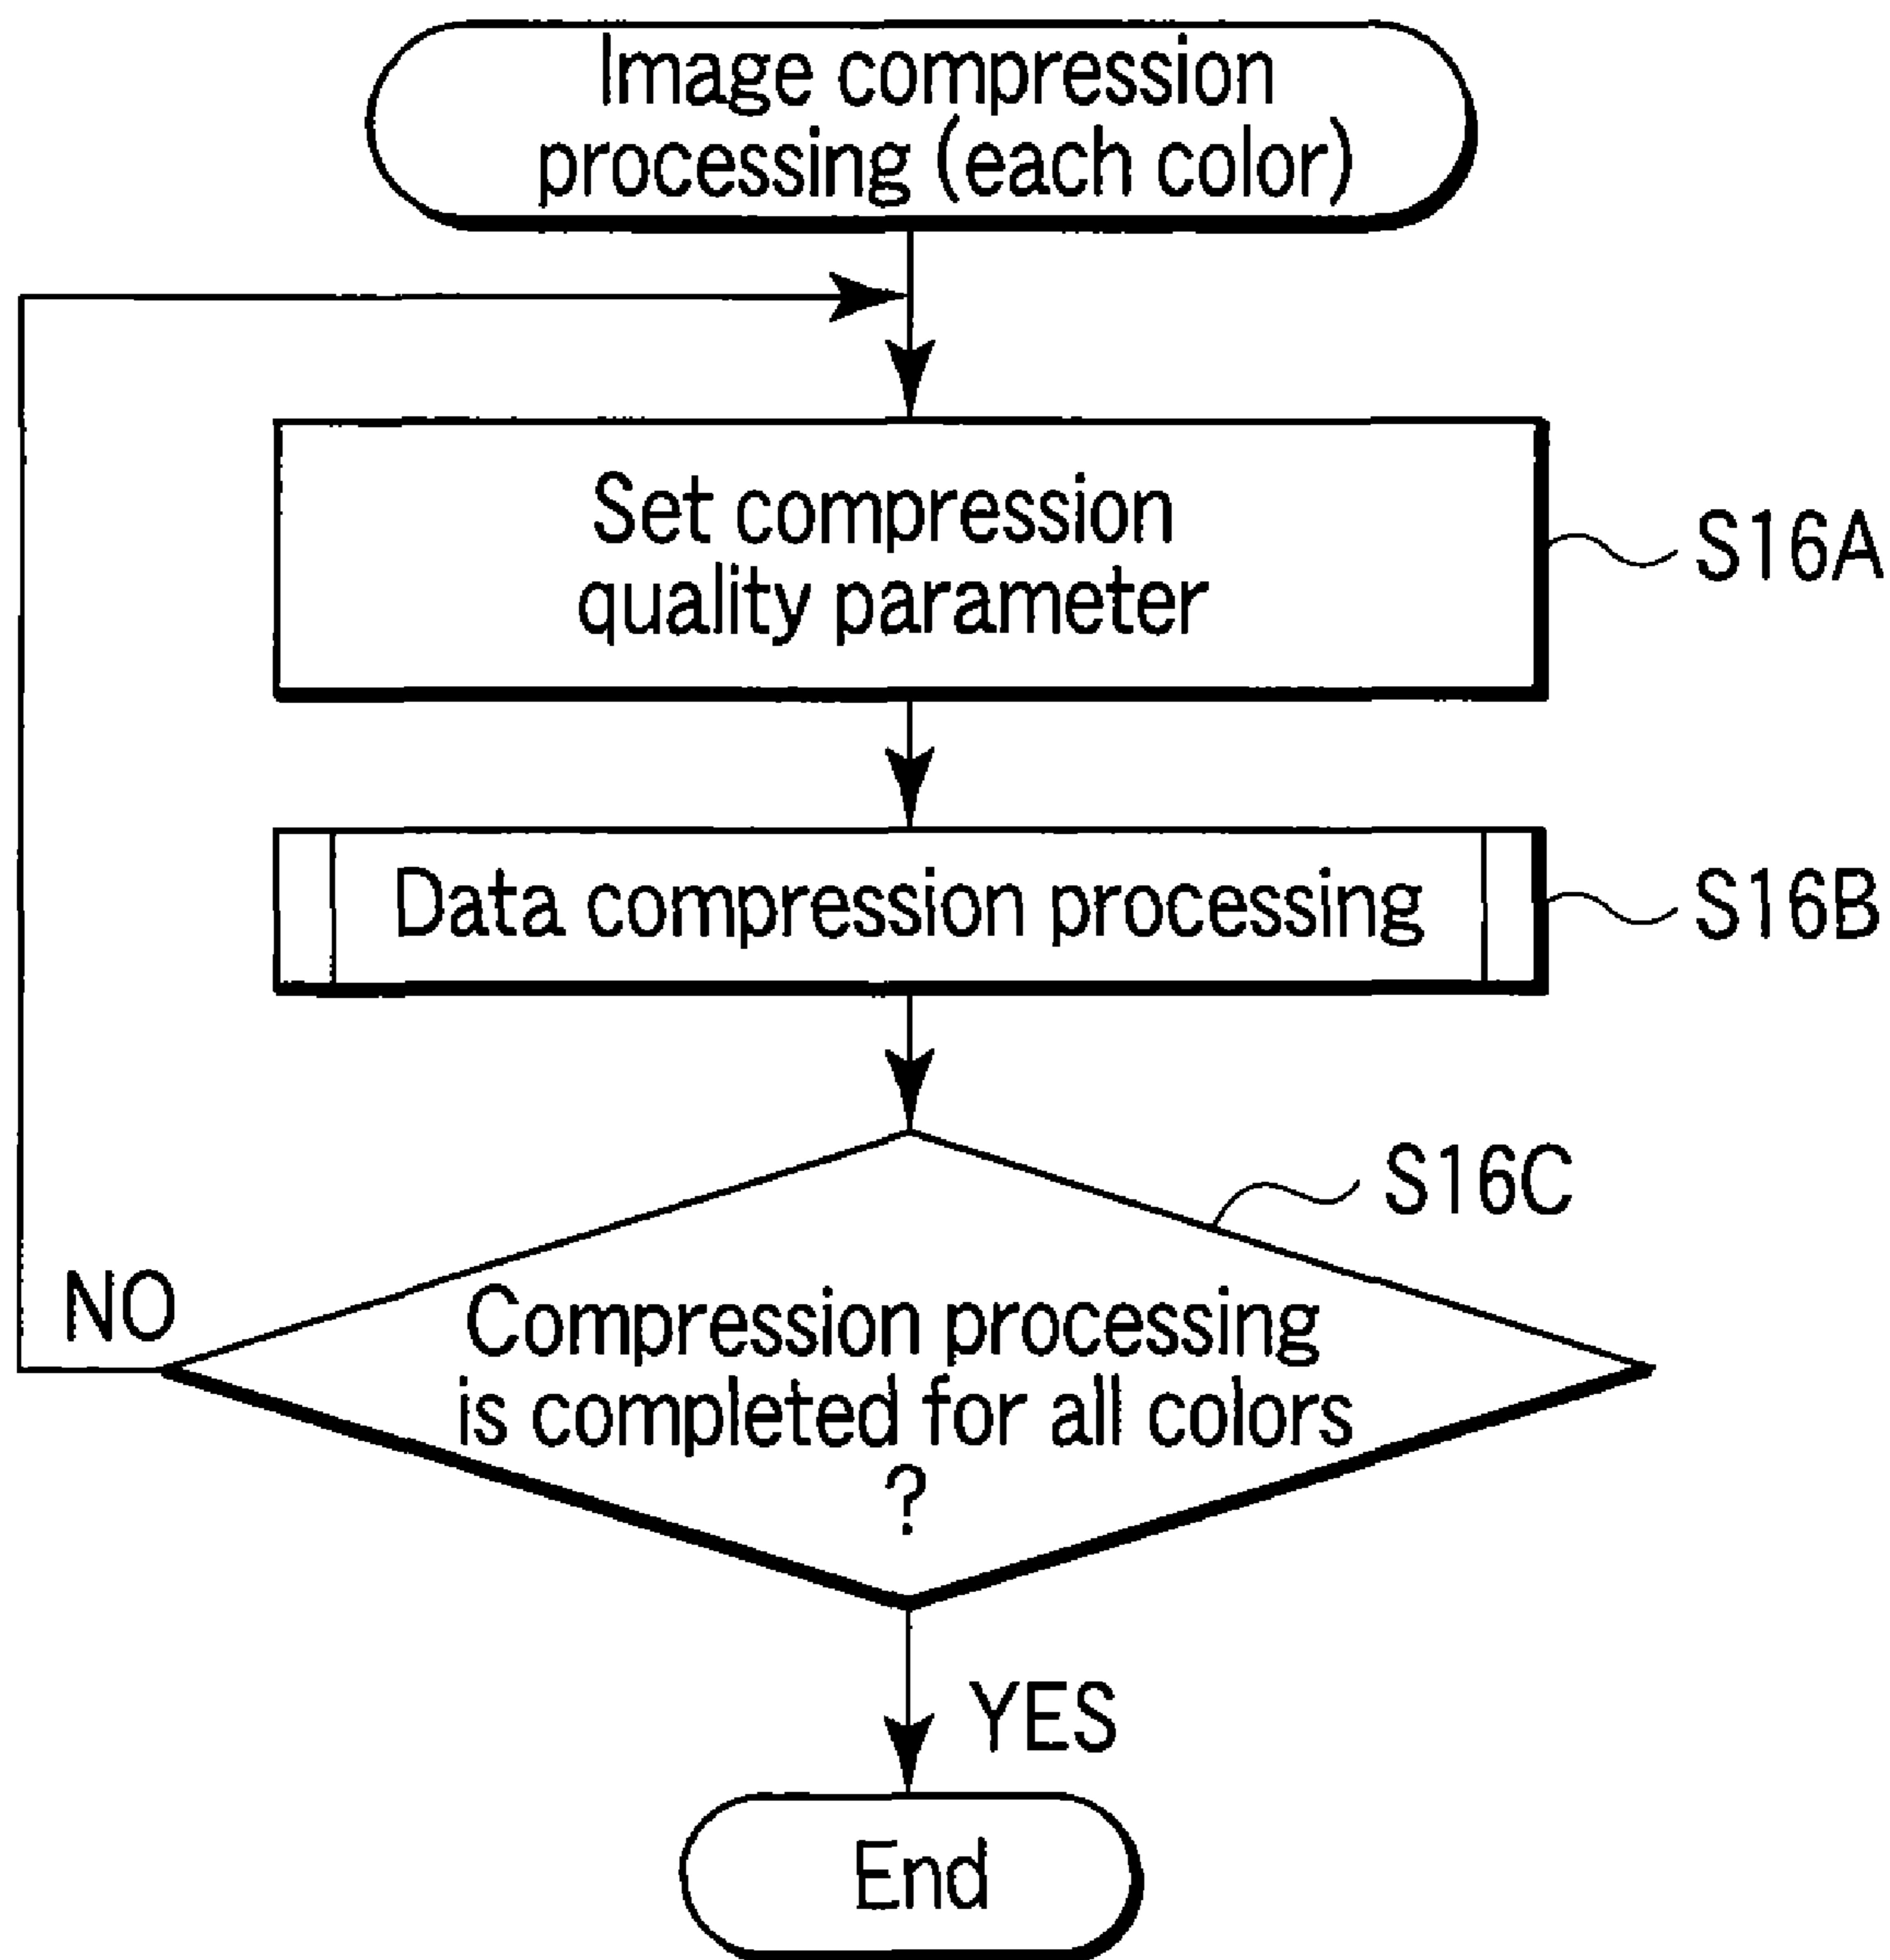 Image compression
processing (each color)
Set compression
quality parameter
S16A
Data compression processing
S16B
S16C
NO
Compression processing
is completed for all colors
?
YES
End